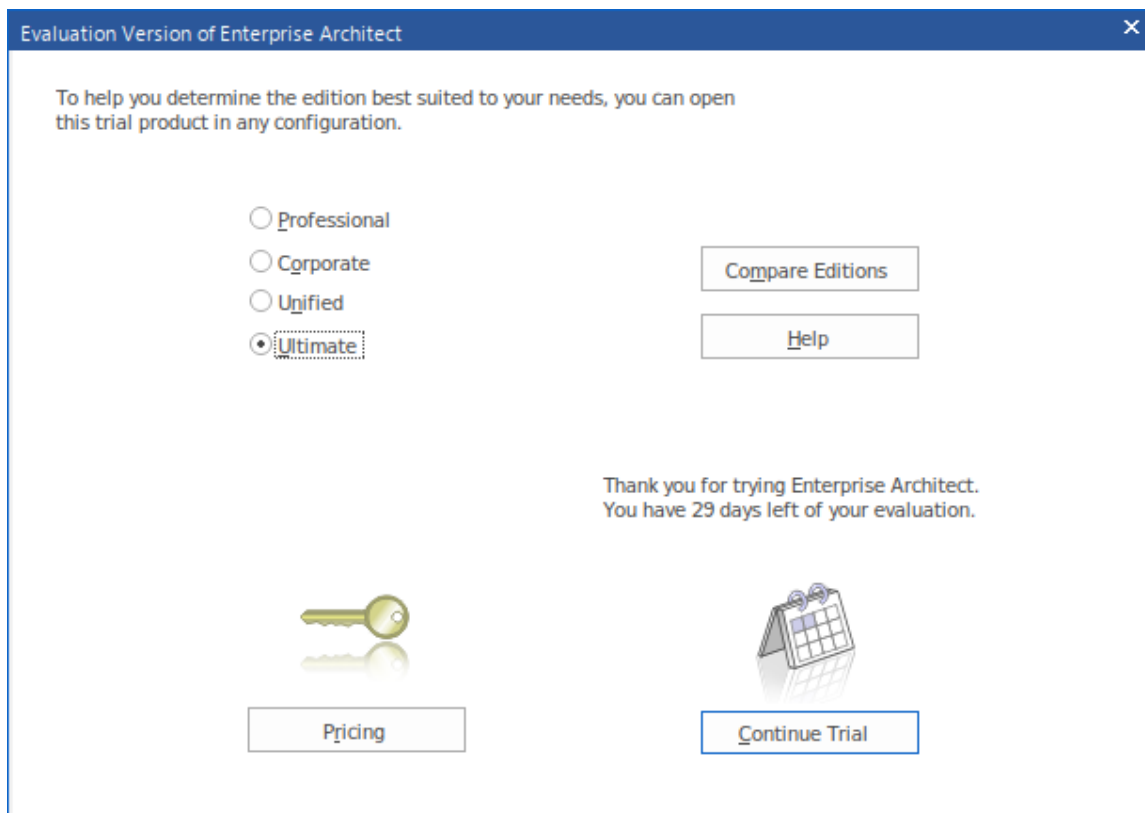 Evaluation Version of Enterprise Architect
To help you determine the edition best suited to your needs, you can open
this trial product in any configuration.
Professional
Corporate
Unified
Ultimate
Compare Editions
Help
Thank you for trying Enterprise Architect.
You have 29 days left of your evaluation.
Pricing
Continue Trial